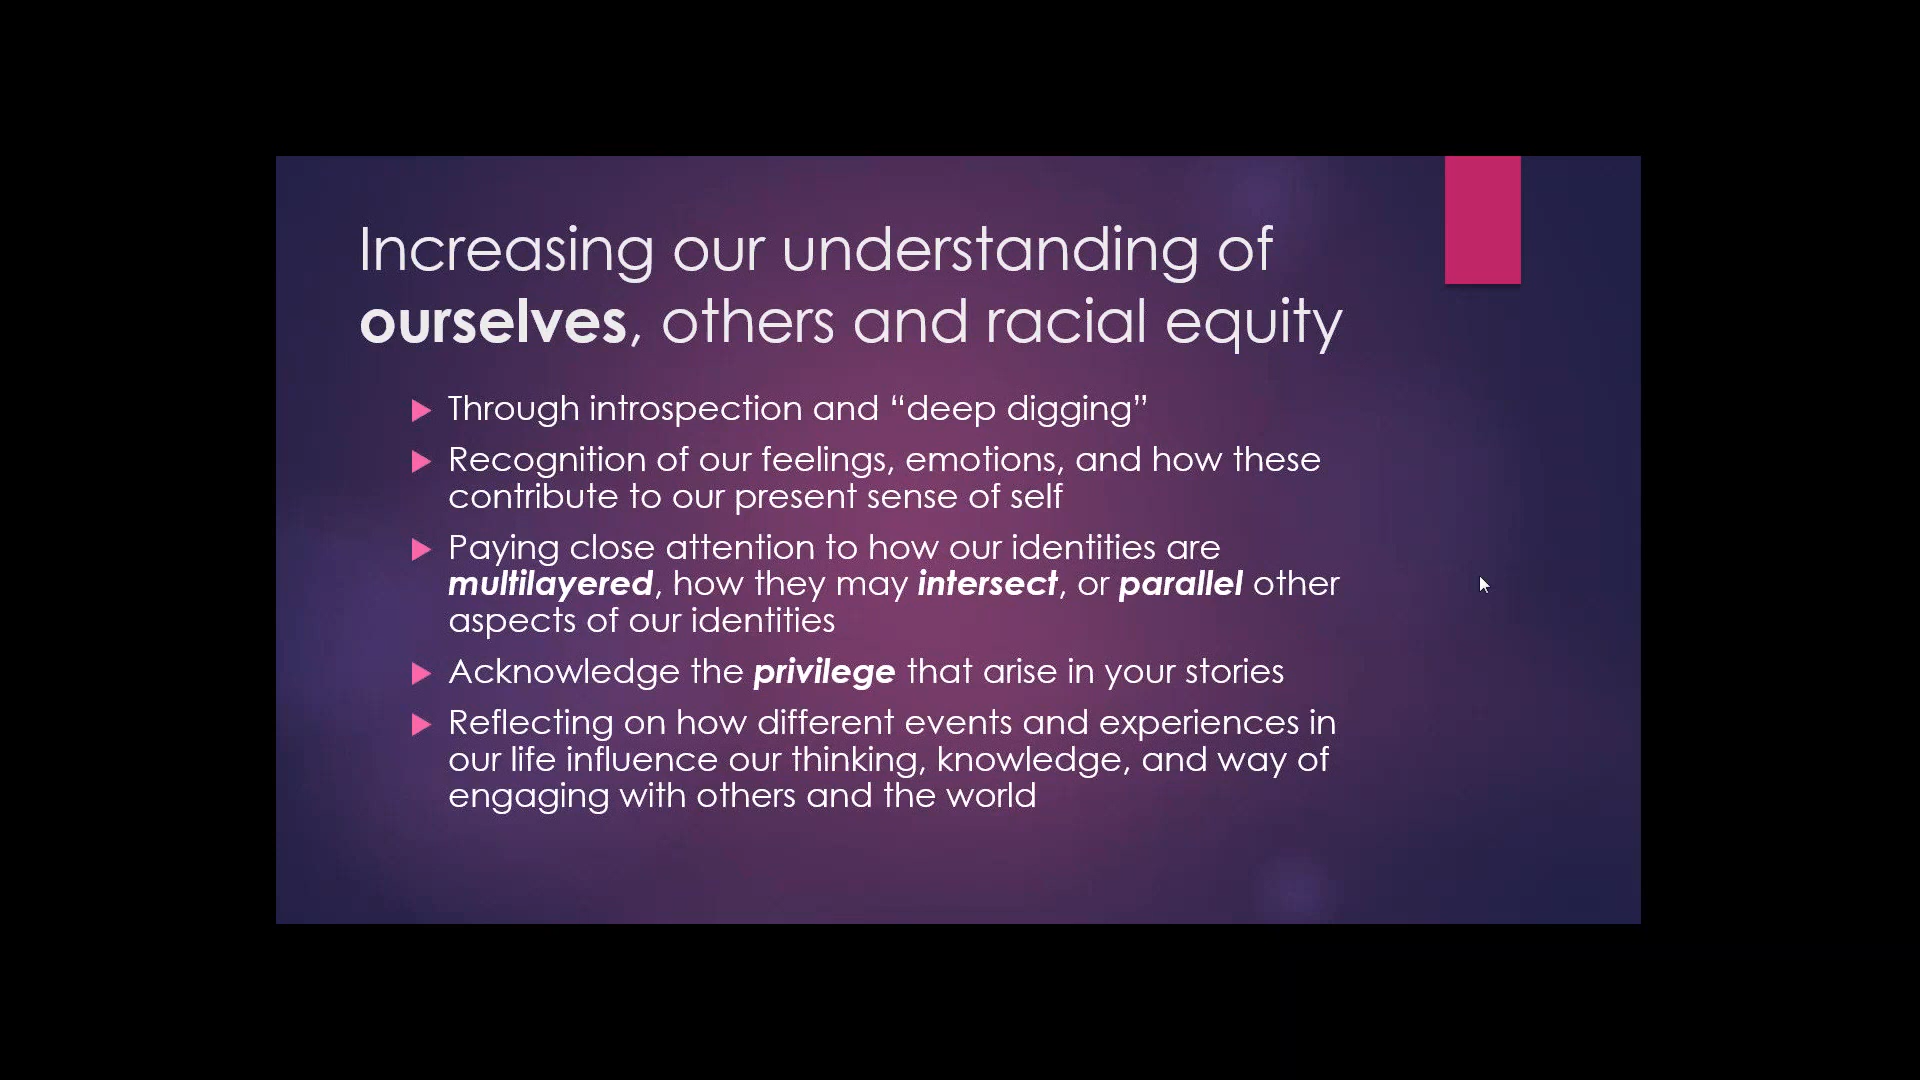 Increasing our understanding of
ourselves, others and racial equity
Through introspection and “deep digging”
Recognition of our feelings, emotions, and how these
contribute to our present sense of self
Paying close attention to how our identities are
multilayered, how they may intersect, or parallel other
aspects of our identities
Acknowledge the privilege that arise in your stories
Reflecting on how different events and experiences in
our life influence our thinking, knowledge, and way of
engaging with others and the world